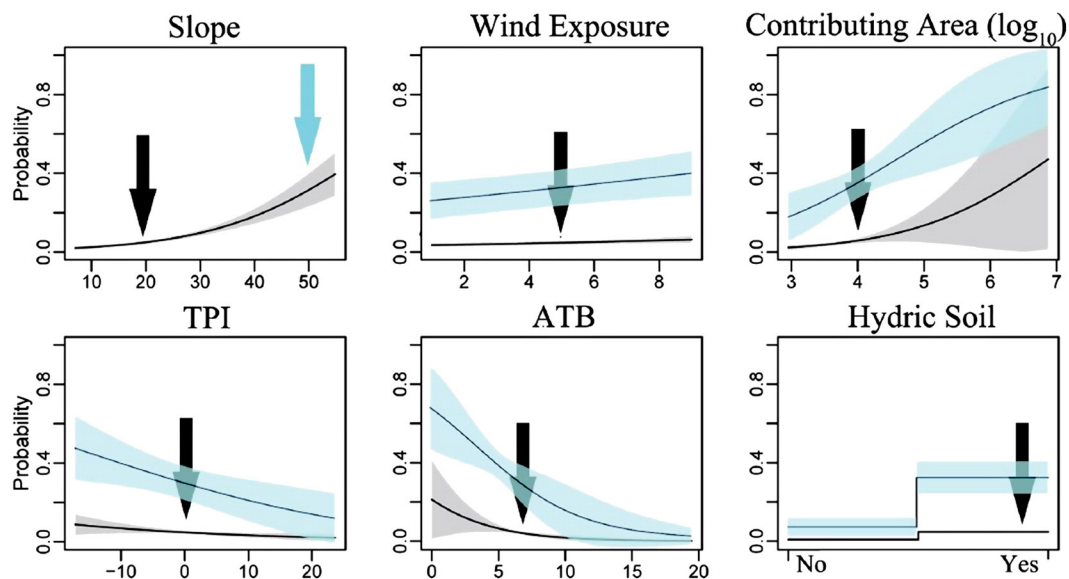 Slope
Wind Exposure
Contributing Area (log10)
Probability
0.0 0.4 0.8
10 20 30 40 50
2 4 6 8
3 4 5 6 7
TPI
ATB
Hydric Soil
Probability
0.0 0.4 0.8
−10 0 10 20
0 5 10 15 20
No Yes